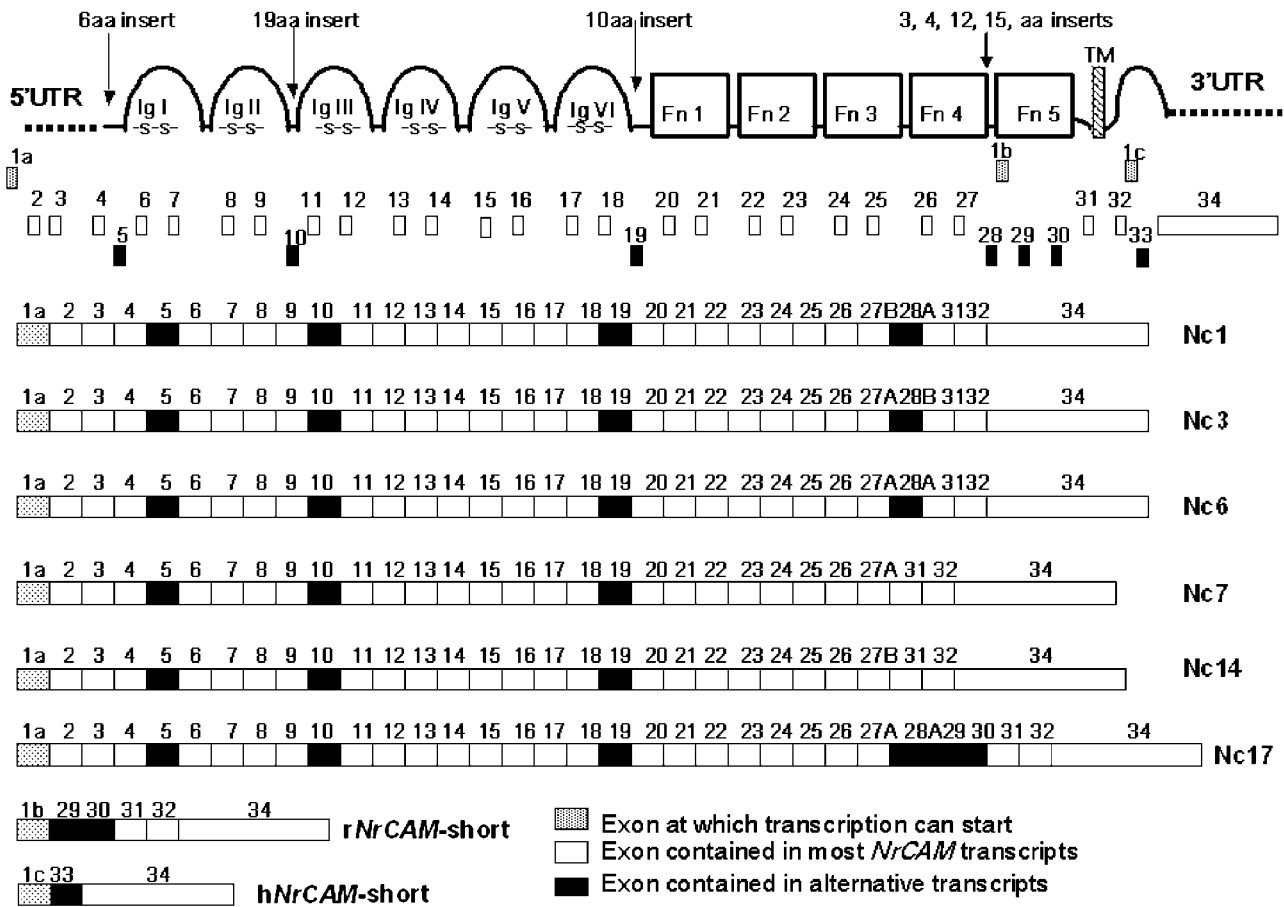 6aa insert 19aa insert 10aa insert 3, 4, 12, 15, aa inserts
TM
5'UTR Ig I Ig II Ig III Ig IV Ig V Ig VI Fn 1 Fn 2 Fn 3 Fn 4 Fn 5 3'UTR
-S-S- -S-S- -S-S- -S-S- -S-S- -S-S-
1a 1b 1c
2 3 4 6 7 8 9 11 12 13 14 15 16 17 18 20 21 22 23 24 25 26 27 31 32 34
5 10 19 28 29 30 33
1a 2 3 4 5 6 7 8 9 10 11 12 13 14 15 16 17 18 19 20 21 22 23 24 25 26 27B28A 3132 34
Nc1
1a 2 3 4 5 6 7 8 9 10 11 12 13 14 15 16 17 18 19 20 21 22 23 24 25 26 27A28B 3132 34
Nc3
1a 2 3 4 5 6 7 8 9 10 11 12 13 14 15 16 17 18 19 20 21 22 23 24 25 26 27A28A 3132 34
Nc6
1a 2 3 4 5 6 7 8 9 10 11 12 13 14 15 16 17 18 19 20 21 22 23 24 25 26 27A 31 32 34
Nc7
1a 2 3 4 5 6 7 8 9 10 11 12 13 14 15 16 17 18 19 20 21 22 23 24 25 26 27B 31 32 34
Nc14
1a 2 3 4 5 6 7 8 9 10 11 12 13 14 15 16 17 18 19 20 21 22 23 24 25 26 27A 28A29 30 31 32 34
Nc17
1b 29 30 31 32 34
rNrCAM-short
1c 33 34
hNrCAM-short
Exon at which transcription can start
Exon contained in most NrCAM transcripts
Exon contained in alternative transcripts